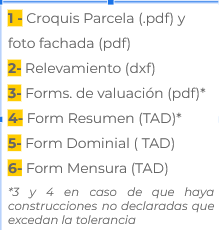 1 - Croquis Parcela (.pdf) y
foto fachada (pdf)
2- Relevamiento (dxf)
3- Forms. de valuación (pdf)*
4- Form Resumen (TAD)*
5- Form Dominial ( TAD)
6- Form Mensura (TAD)
*3 y 4 en caso de que haya
construcciones no declaradas que
excedan la tolerancia